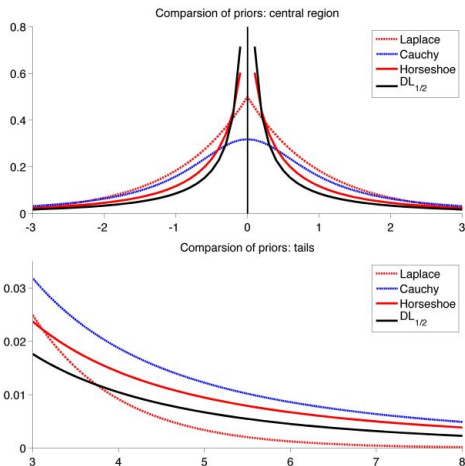 Comparsion of priors: central region
0.8
0.6
0.4
0.2
0
-3 -2 -1 0 1 2 3
Laplace
Cauchy
Horseshoe
DL1/2
Comparsion of priors: tails
0.03
0.02
0.01
0
3 4 5 6 7 8
Laplace
Cauchy
Horseshoe
DL1/2